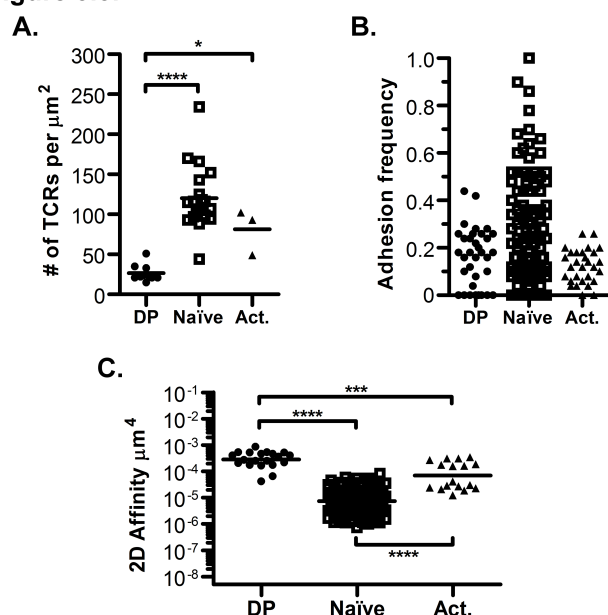 A.
# of TCRs per μm2
300
250
200
150
100
50
0
*
****
DP
Naïve
Act.
B.
Adhesion frequency
1.0
0.8
0.6
0.4
0.2
0
DP
Naïve
Act.
C.
2D Affinity μm4
10-1
10-2
10-3
10-4
10-5
10-6
10-7
10-8
***
****
****
DP
Naïve
Act.